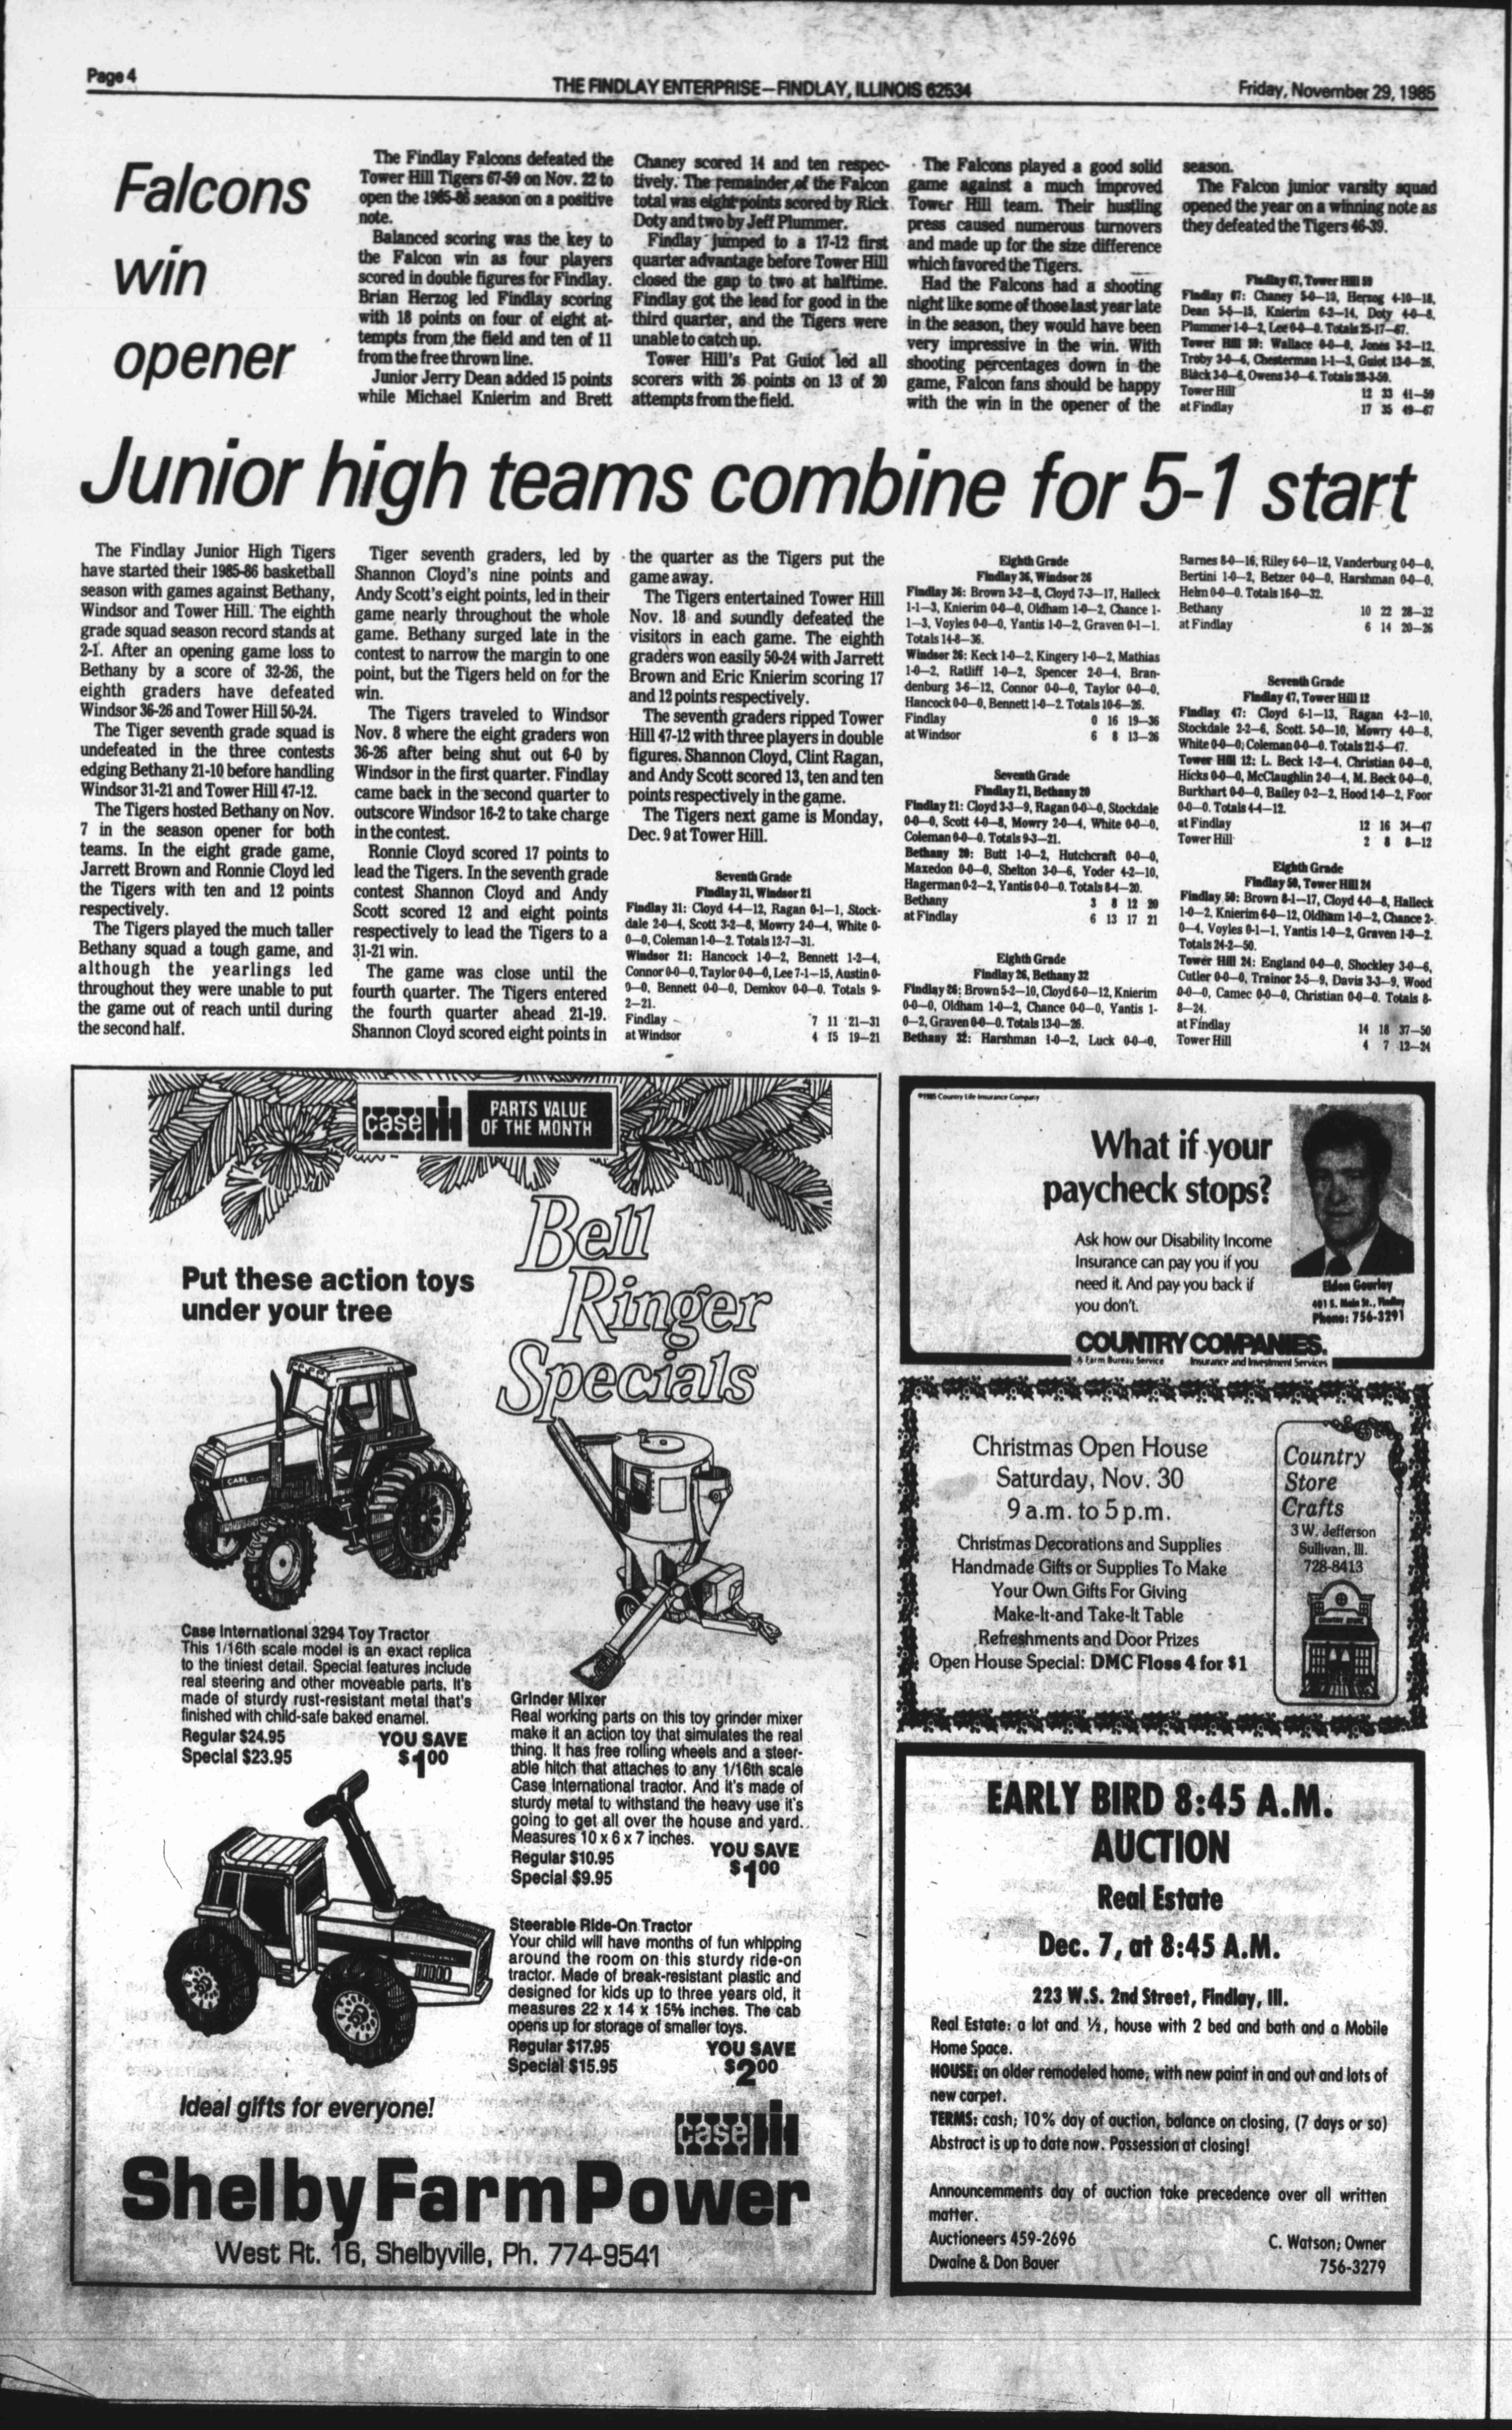 Page 4
THE FINDLAY ENTERPRISE—FINDLAY, ILLINOIS 62534
Friday, November 29, 1985
Falcons
win
opener
The Findlay Falcons defeated the
Tower Hill Tigers 67-59 on Nov. 22 to
open the 1985-86 season on a positive
note.
Balanced scoring was the key to
the Falcon win as four players
scored in double figures for Findlay.
Brian Herzog led Findlay scoring
with 18 points on four of eight at-
tempts from the field and ten of 11
from the free thrown line.
Junior Jerry Dean added 15 points
while Michael Knierim and Brett
Chaney scored 14 and ten respec-
tively. The remainder of the Falcon
total was eight points scored by Rick
Doty and two by Jeff Plummer.
Findlay jumped to a 17-12 first
quarter advantage before Tower Hill
closed the gap to two at halftime.
Findlay got the lead for good in the
third quarter, and the Tigers were
unable to catch up.
Tower Hill's Pat Guiot led all
scorers with 26 points on 13 of 20
attempts from the field.
The Falcons played a good solid
game against a much improved
Tower Hill team. Their hustling
press caused numerous turnovers
and made up for the size difference
which favored the Tigers.
Had the Falcons had a shooting
night like some of those last year late
in the season, they would have been
very impressive in the win. With
shooting percentages down in the
game, Falcon fans should be happy
with the win in the opener of the
season.
The Falcon junior varsity squad
opened the year on a winning note as
they defeated the Tigers 46-39.
Findlay 67, Tower Hill 59
Findlay 67: Chaney 5-0—10, Herzog 4-10—18,
Dean 5-5—15, Knierim 6-2—14, Doty 4-0—8,
Plummer 1-0—2, Lee 0-0—0. Totals 25-17—67.
Tower Hill 59: Wallace 0-0—0, Jones 5-2—12,
Troby 3-0—6, Chesterman 1-1—3, Guiot 13-0—26,
Black 3-0—6, Owens 3-0—6. Totals 28-3-59.
Tower Hill 12 33 41—59
at Findlay 17 35 49—67
Junior high teams combine for 5-1 start
The Findlay Junior High Tigers
have started their 1985-86 basketball
season with games against Bethany,
Windsor and Tower Hill. The eighth
grade squad season record stands at
2-1. After an opening game loss to
Bethany by a score of 32-26, the
eighth graders have defeated
Windsor 36-26 and Tower Hill 50-24.
The Tiger seventh grade squad is
undefeated in the three contests
edging Bethany 21-10 before handling
Windsor 31-21 and Tower Hill 47-12.
The Tigers hosted Bethany on Nov.
7 in the season opener for both
teams. In the eight grade game,
Jarrett Brown and Ronnie Cloyd led
the Tigers with ten and 12 points
respectively.
The Tigers played the much taller
Bethany squad a tough game, and
although the yearlings led
throughout they were unable to put
the game out of reach until during
the second half.
Tiger seventh graders, led by
Shannon Cloyd's nine points and
Andy Scott's eight points, led in their
game nearly throughout the whole
game. Bethany surged late in the
contest to narrow the margin to one
point, but the Tigers held on for the
win.
The Tigers traveled to Windsor
Nov. 8 where the eight graders won
36-26 after being shut out 6-0 by
Windsor in the first quarter. Findlay
came back in the second quarter to
outscore Windsor 16-2 to take charge
in the contest.
Ronnie Cloyd scored 17 points to
lead the Tigers. In the seventh grade
contest Shannon Cloyd and Andy
Scott scored 12 and eight points
respectively to lead the Tigers to a
31-21 win.
The game was close until the
fourth quarter. The Tigers entered
the fourth quarter ahead 21-19.
Shannon Cloyd scored eight points in
the quarter as the Tigers put the
game away.
The Tigers entertained Tower Hill
Nov. 18 and soundly defeated the
visitors in each game. The eighth
graders won easily 50-24 with Jarrett
Brown and Eric Knierim scoring 17
and 12 points respectively.
The seventh graders ripped Tower
Hill 47-12 with three players in double
figures. Shannon Cloyd, Clint Ragan,
and Andy Scott scored 13, ten and ten
points respectively in the game.
The Tigers next game is Monday,
Dec. 9 at Tower Hill.
Seventh Grade
Findlay 31, Windsor 21
Findlay 31: Cloyd 4-4—12, Ragan 0-1—1, Stock-
dale 2-0—4, Scott 3-2—8, Mowry 2-0—4, White 0-
0—0, Coleman 1-0—2. Totals 12-7—31.
Windsor 21: Hancock 1-0—2, Bennett 1-2—4,
Connor 0-0—0, Taylor 0-0—0, Lee 7-1—15, Austin 0-
0—0, Bennett 0-0—0, Demkov 0-0—0. Totals 9-
2—21.
Findlay 7 11 21—31
at Windsor 4 15 19—21
Eighth Grade
Findlay 36, Windsor 26
Findlay 36: Brown 3-2—8, Cloyd 7-3—17, Halleck
1-1—3, Knierim 0-0—0, Oldham 1-0—2, Chance 1-
1—3, Voyles 0-0—0, Yantis 1-0—2, Graven 0-1—1.
Totals 14-8—36.
Windsor 26: Keck 1-0—2, Kingery 1-0—2, Mathias
1-0—2, Ratliff 1-0—2, Spencer 2-0—4, Bran-
denburg 3-6—12, Connor 0-0—0, Taylor 0-0—0,
Hancock 0-0—0, Bennett 1-0—2. Totals 10-6—26.
Findlay 0 16 19—36
at Windsor 6 8 13—26
Seventh Grade
Findlay 21, Bethany 20
Findlay 21: Cloyd 3-3—9, Ragan 0-0—0, Stockdale
0-0—0, Scott 4-0—8, Mowry 2-0—4, White 0-0—0,
Coleman 0-0—0. Totals 9-3—21.
Bethany 20: Butt 1-0—2, Hutchcraft 0-0—0,
Maxedon 0-0—0, Shelton 3-0—6, Yoder 4-2—10,
Hagerman 0-2—2, Yantis 0-0—0. Totals 8-4—20.
Bethany 3 8 12 20
at Findlay 6 13 17 21
Eighth Grade
Findlay 26, Bethany 32
Findlay 26: Brown 5-2—10, Cloyd 6-0—12, Knierim
0-0—0, Oldham 1-0—2, Chance 0-0—0, Yantis 1-
0—2, Graven 0-0—0. Totals 13-0—26.
Bethany 32: Harshman 1-0—2, Luck 0-0—0,
Barnes 8-0—16, Riley 6-0—12, Vanderburg 0-0—0,
Bertini 1-0—2, Betzer 0-0—0, Harshman 0-0—0,
Helm 0-0—0. Totals 16-0—32.
Bethany 10 22 28—32
at Findlay 6 14 20—26
Seventh Grade
Findlay 47, Tower Hill 12
Findlay 47: Cloyd 6-1—13, Ragan 4-2—10,
Stockdale 2-2—6, Scott 5-0—10, Mowry 4-0—8,
White 0-0—0, Coleman 0-0—0. Totals 21-5—47.
Tower Hill 12: L. Beck 1-2—4, Christian 0-0—0,
Hicks 0-0—0, McClaughlin 2-0—4, M. Beck 0-0—0,
Burkhart 0-0—0, Bailey 0-2—2, Hood 1-0—2, Foor
0-0—0. Totals 4-4—12.
at Findlay 12 16 34—47
Tower Hill 2 8 8—12
Eighth Grade
Findlay 50, Tower Hill 24
Findlay 50: Brown 8-1—17, Cloyd 4-0—8, Halleck
1-0—2, Knierim 6-0—12, Oldham 1-0—2, Chance 2-
0—4, Voyles 0-1—1, Yantis 1-0—2, Graven 1-0—2.
Totals 24-2—50.
Tower Hill 24: England 0-0—0, Shockley 3-0—6,
Cutler 0-0—0, Trainor 2-5—9, Davis 3-3—9, Wood
0-0—0, Camec 0-0—0, Christian 0-0—0. Totals 8-
8—24.
at Findlay 14 18 37—50
Tower Hill 4 7 12—24
case IH
PARTS VALUE
OF THE MONTH
Bell
Ringer
Specials
Put these action toys
under your tree
CASE
Case International 3294 Toy Tractor
This 1/16th scale model is an exact replica
to the tiniest detail. Special features include
real steering and other moveable parts. It's
made of sturdy rust-resistant metal that's
finished with child-safe baked enamel.
Regular $24.95
Special $23.95
YOU SAVE
$1.00
Grinder Mixer
Real working parts on this toy grinder mixer
make it an action toy that simulates the real
thing. It has free rolling wheels and a steer-
able hitch that attaches to any 1/16th scale
Case International tractor. And it's made of
sturdy metal to withstand the heavy use it's
going to get all over the house and yard.
Measures 10 x 6 x 7 inches.
Regular $10.95
Special $9.95
YOU SAVE
$1.00
Steerable Ride-On Tractor
Your child will have months of fun whipping
around the room on this sturdy ride-on
tractor. Made of break-resistant plastic and
designed for kids up to three years old, it
measures 22 x 14 x 15⅝ inches. The cab
opens up for storage of smaller toys.
Regular $17.95
Special $15.95
YOU SAVE
$2.00
Ideal gifts for everyone!
case IH
Shelby Farm Power
West Rt. 16, Shelbyville, Ph. 774-9541
©1985 Country Life Insurance Company
What if your
paycheck stops?
Ask how our Disability Income
Insurance can pay you if you
need it. And pay you back if
you don't.
Elden Gourley
401 S. Main St., Findlay
Phone: 756-3291
COUNTRY COMPANIES.
A Farm Bureau Service Insurance and Investment Services
Christmas Open House
Saturday, Nov. 30
9 a.m. to 5 p.m.
Christmas Decorations and Supplies
Handmade Gifts or Supplies To Make
Your Own Gifts For Giving
Make-It-and Take-It Table
Refreshments and Door Prizes
Open House Special: DMC Floss 4 for $1
Country
Store
Crafts
3 W. Jefferson
Sullivan, Ill.
728-8413
COUNTRY STORE
EARLY BIRD 8:45 A.M.
AUCTION
Real Estate
Dec. 7, at 8:45 A.M.
223 W.S. 2nd Street, Findlay, Ill.
Real Estate: a lot and ½, house with 2 bed and bath and a Mobile
Home Space.
HOUSE: an older remodeled home, with new paint in and out and lots of
new carpet.
TERMS: cash; 10% day of auction, balance on closing, (7 days or so)
Abstract is up to date now. Possession at closing!
Announcemments day of auction take precedence over all written
matter.
Auctioneers 459-2696
Dwaine & Don Bauer
C. Watson; Owner
756-3279